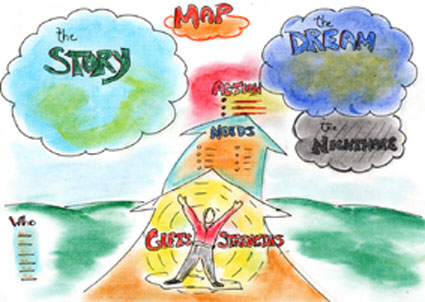 MAP
the
STORY
the
DREAM
ACTION
the
NIGHTMARE
NEEDS
Who
GIFTS STRENGTHS